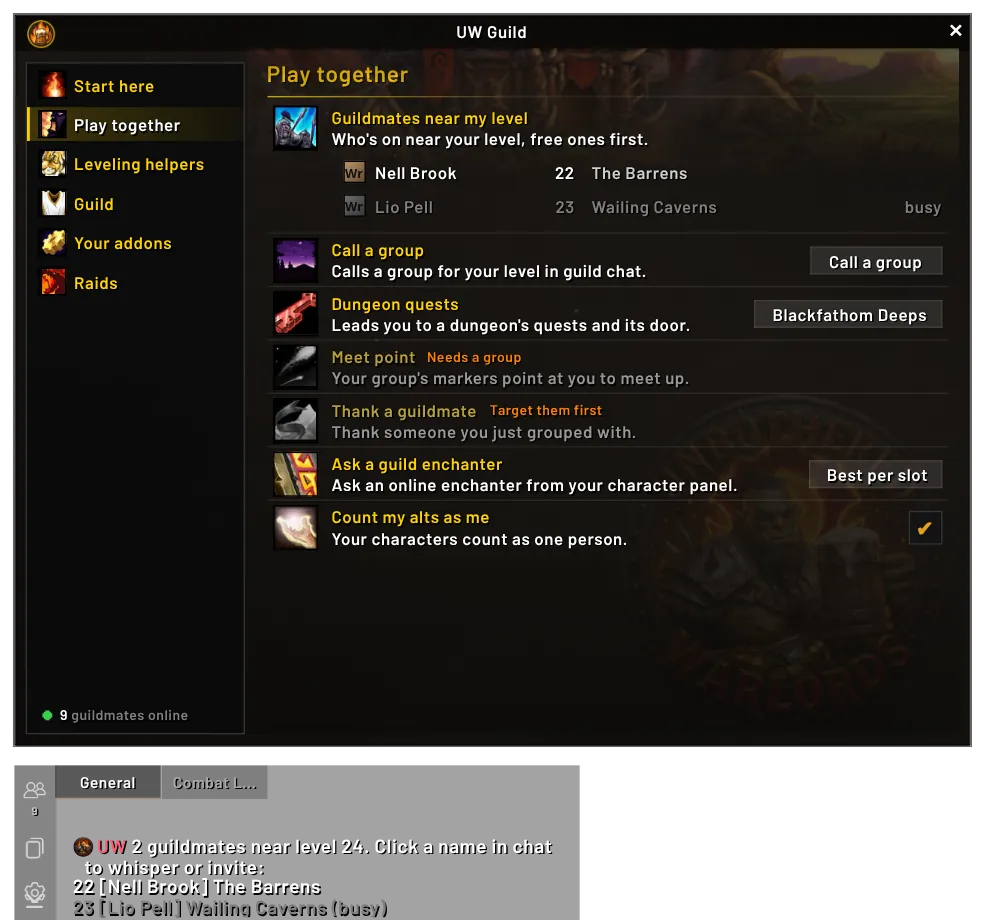 UW Guild
Start here
Play together
Leveling helpers
Guild
Your addons
Raids
9 guildmates online
Play together
Guildmates near my level
Who's on near your level, free ones first.
Wr Nell Brook 22 The Barrens
Wr Lio Pell 23 Wailing Caverns busy
Call a group
Calls a group for your level in guild chat.
Call a group
Dungeon quests
Leads you to a dungeon's quests and its door.
Blackfathom Deeps
Meet point Needs a group
Your group's markers point at you to meet up.
Thank a guildmate Target them first
Thank someone you just grouped with.
Ask a guild enchanter
Ask an online enchanter from your character panel.
Best per slot
Count my alts as me
Your characters count as one person.
WARLORDS
General Combat L...
9
UW 2 guildmates near level 24. Click a name in chat
to whisper or invite:
22 [Nell Brook] The Barrens
23 [Lio Pell] Wailing Caverns (busy)